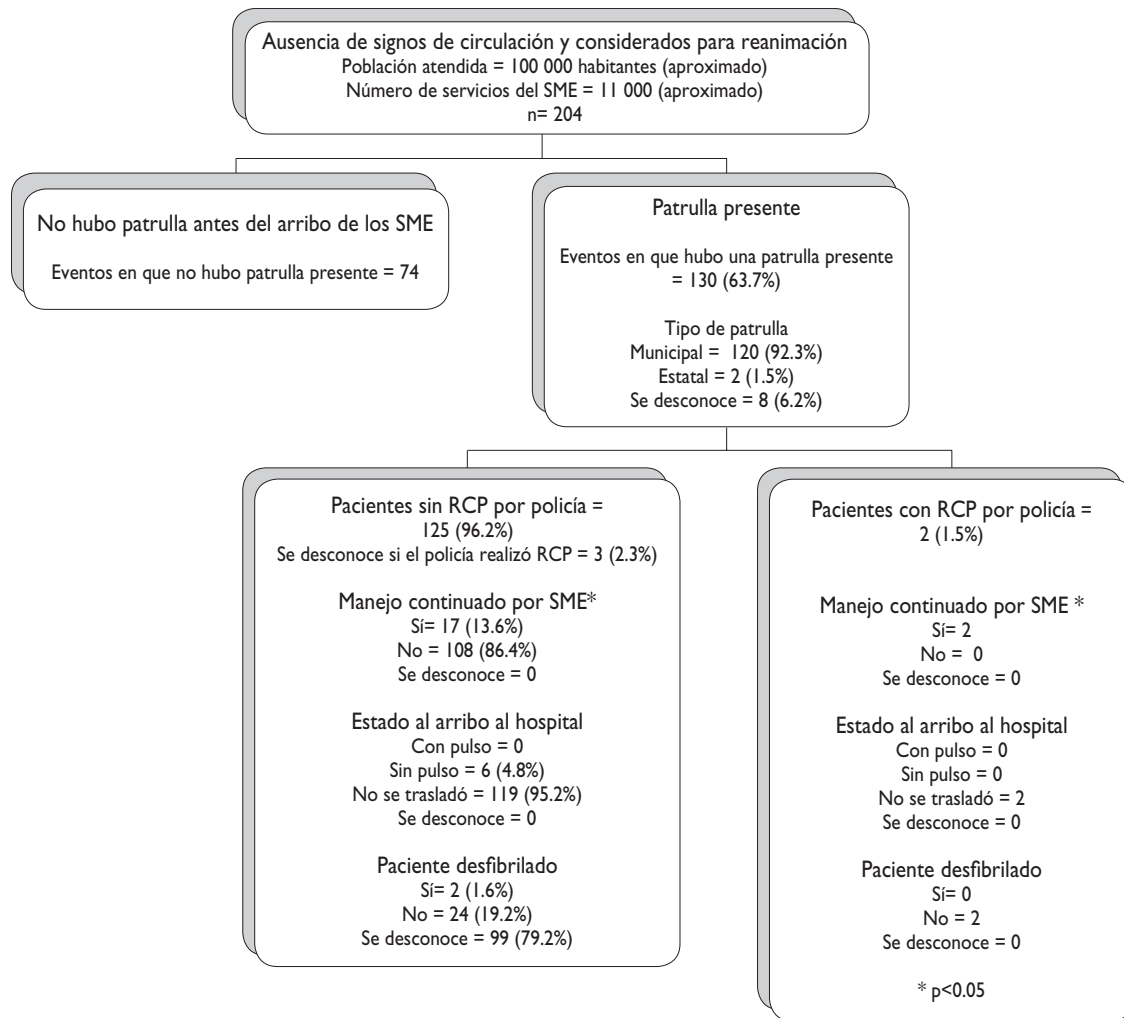 Ausencia de signos de circulación y considerados para reanimación
Población atendida = 100 000 habitantes (aproximado)
Número de servicios del SME = 11 000 (aproximado)
n= 204
No hubo patrulla antes del arribo de los SME
Eventos en que no hubo patrulla presente = 74
Patrulla presente
Eventos en que hubo una patrulla presente
= 130 (63.7%)
Tipo de patrulla
Municipal = 120 (92.3%)
Estatal = 2 (1.5%)
Se desconoce = 8 (6.2%)
Pacientes sin RCP por policía =
125 (96.2%)
Se desconoce si el policía realizó RCP = 3 (2.3%)
Manejo continuado por SME*
Sí= 17 (13.6%)
No = 108 (86.4%)
Se desconoce = 0
Estado al arribo al hospital
Con pulso = 0
Sin pulso = 6 (4.8%)
No se trasladó = 119 (95.2%)
Se desconoce = 0
Paciente desfibrilado
Sí= 2 (1.6%)
No = 24 (19.2%)
Se desconoce = 99 (79.2%)
Pacientes con RCP por policía =
2 (1.5%)
Manejo continuado por SME *
Sí= 2
No = 0
Se desconoce = 0
Estado al arribo al hospital
Con pulso = 0
Sin pulso = 0
No se trasladó = 2
Se desconoce = 0
Paciente desfibrilado
Sí= 0
No = 2
Se desconoce = 0
* p<0.05